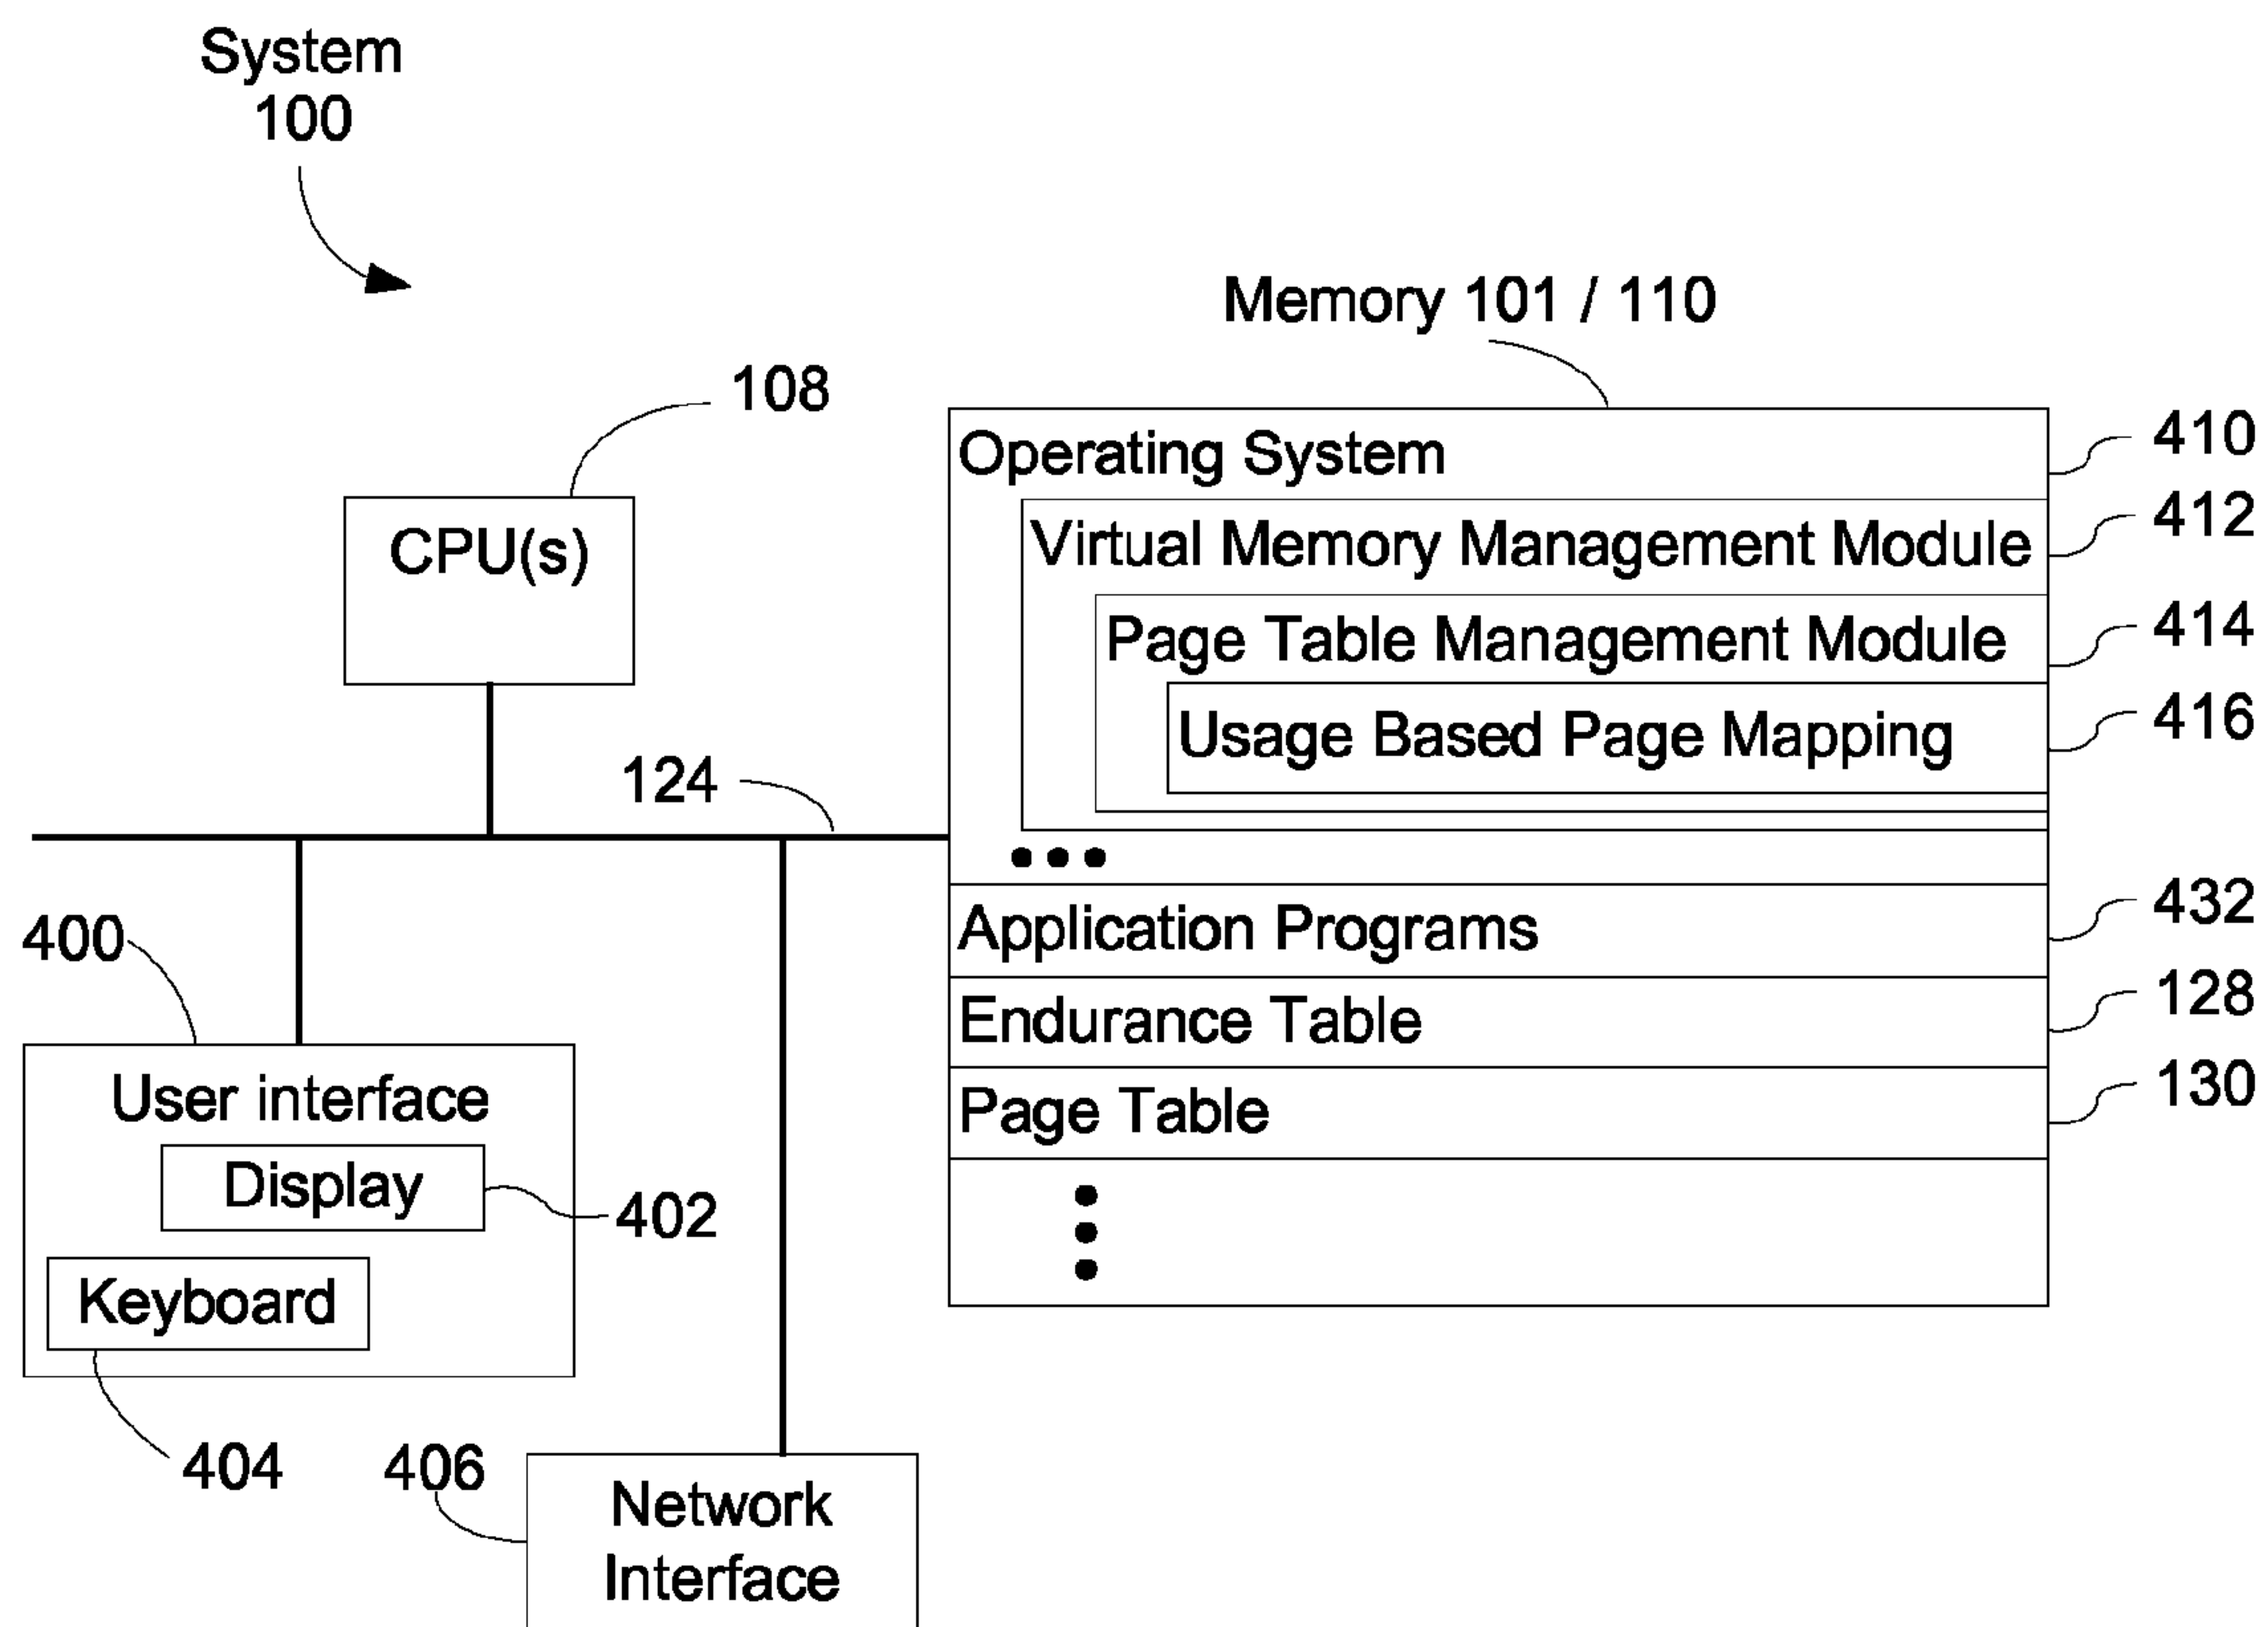 System
100
Memory 101 / 110
108
Operating System
410
Virtual Memory Management Module
412
CPU(s)
Page Table Management Module
414
Usage Based Page Mapping
416
124
Application Programs
432
400
Endurance Table
128
User interface
Page Table
130
Display
402
Keyboard
404
406
Network
Interface